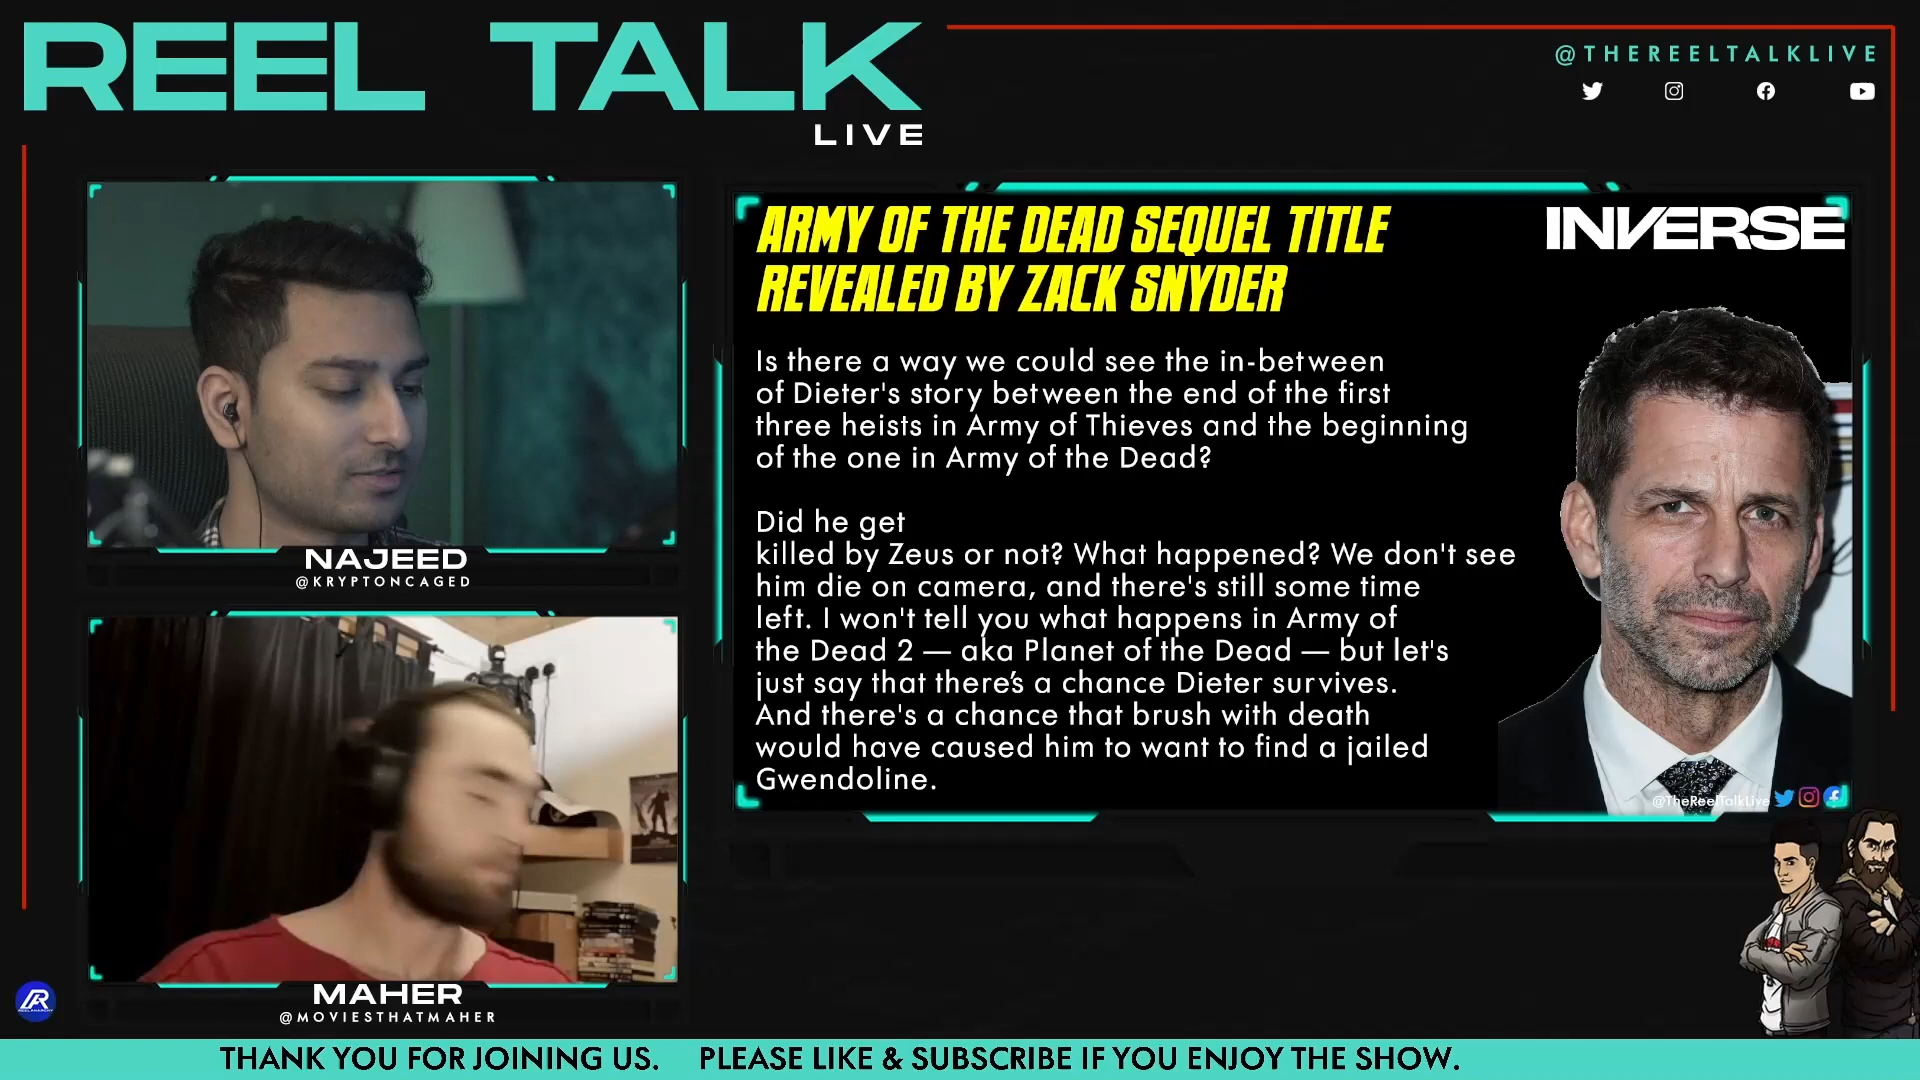 REEL TALK
LIVE
@THEREELTALKLIVE
NAJEED
@KRYPTONCAGED
MAHER
@MOVIESTHATMAHER
ARMY OF THE DEAD SEQUEL TITLE
REVEALED BY ZACK SNYDER
INVERSE
Is there a way we could see the in-between
of Dieter's story between the end of the first
three heists in Army of Thieves and the beginning
of the one in Army of the Dead?
Did he get
killed by Zeus or not? What happened? We don't see
him die on camera, and there's still some time
left. I won't tell you what happens in Army of
the Dead 2 — aka Planet of the Dead — but let's
just say that there's a chance Dieter survives.
And there's a chance that brush with death
would have caused him to want to find a jailed
Gwendoline.
@TheReelTalkLive
THANK YOU FOR JOINING US. PLEASE LIKE & SUBSCRIBE IF YOU ENJOY THE SHOW.